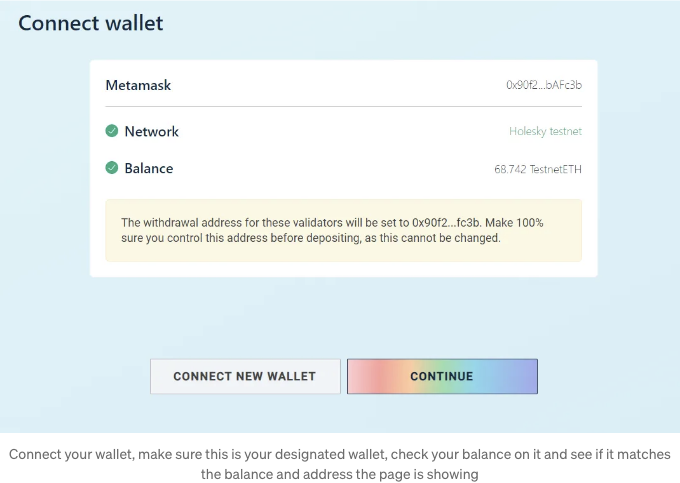 Connect wallet
Metamask
0x90f2...bAFc3b
Network
Holesky testnet
Balance
68.742 TestnetETH
The withdrawal address for these validators will be set to 0x90f2...fc3b. Make 100%
sure you control this address before depositing, as this cannot be changed.
CONNECT NEW WALLET
CONTINUE
Connect your wallet, make sure this is your designated wallet, check your balance on it and see if it matches
the balance and address the page is showing